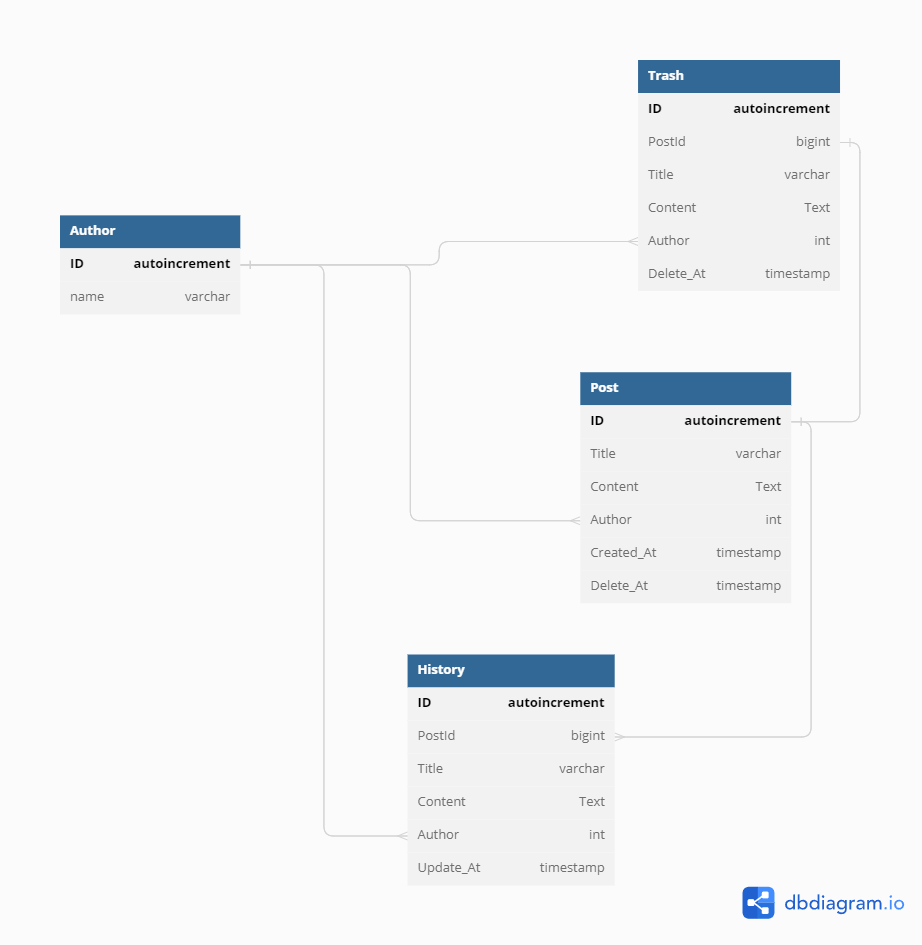 Trash
ID autoincrement
PostId bigint
Title varchar
Content Text
Author int
Delete_At timestamp
Author
ID autoincrement
name varchar
Post
ID autoincrement
Title varchar
Content Text
Author int
Created_At timestamp
Delete_At timestamp
History
ID autoincrement
PostId bigint
Title varchar
Content Text
Author int
Update_At timestamp
dbdiagram.io